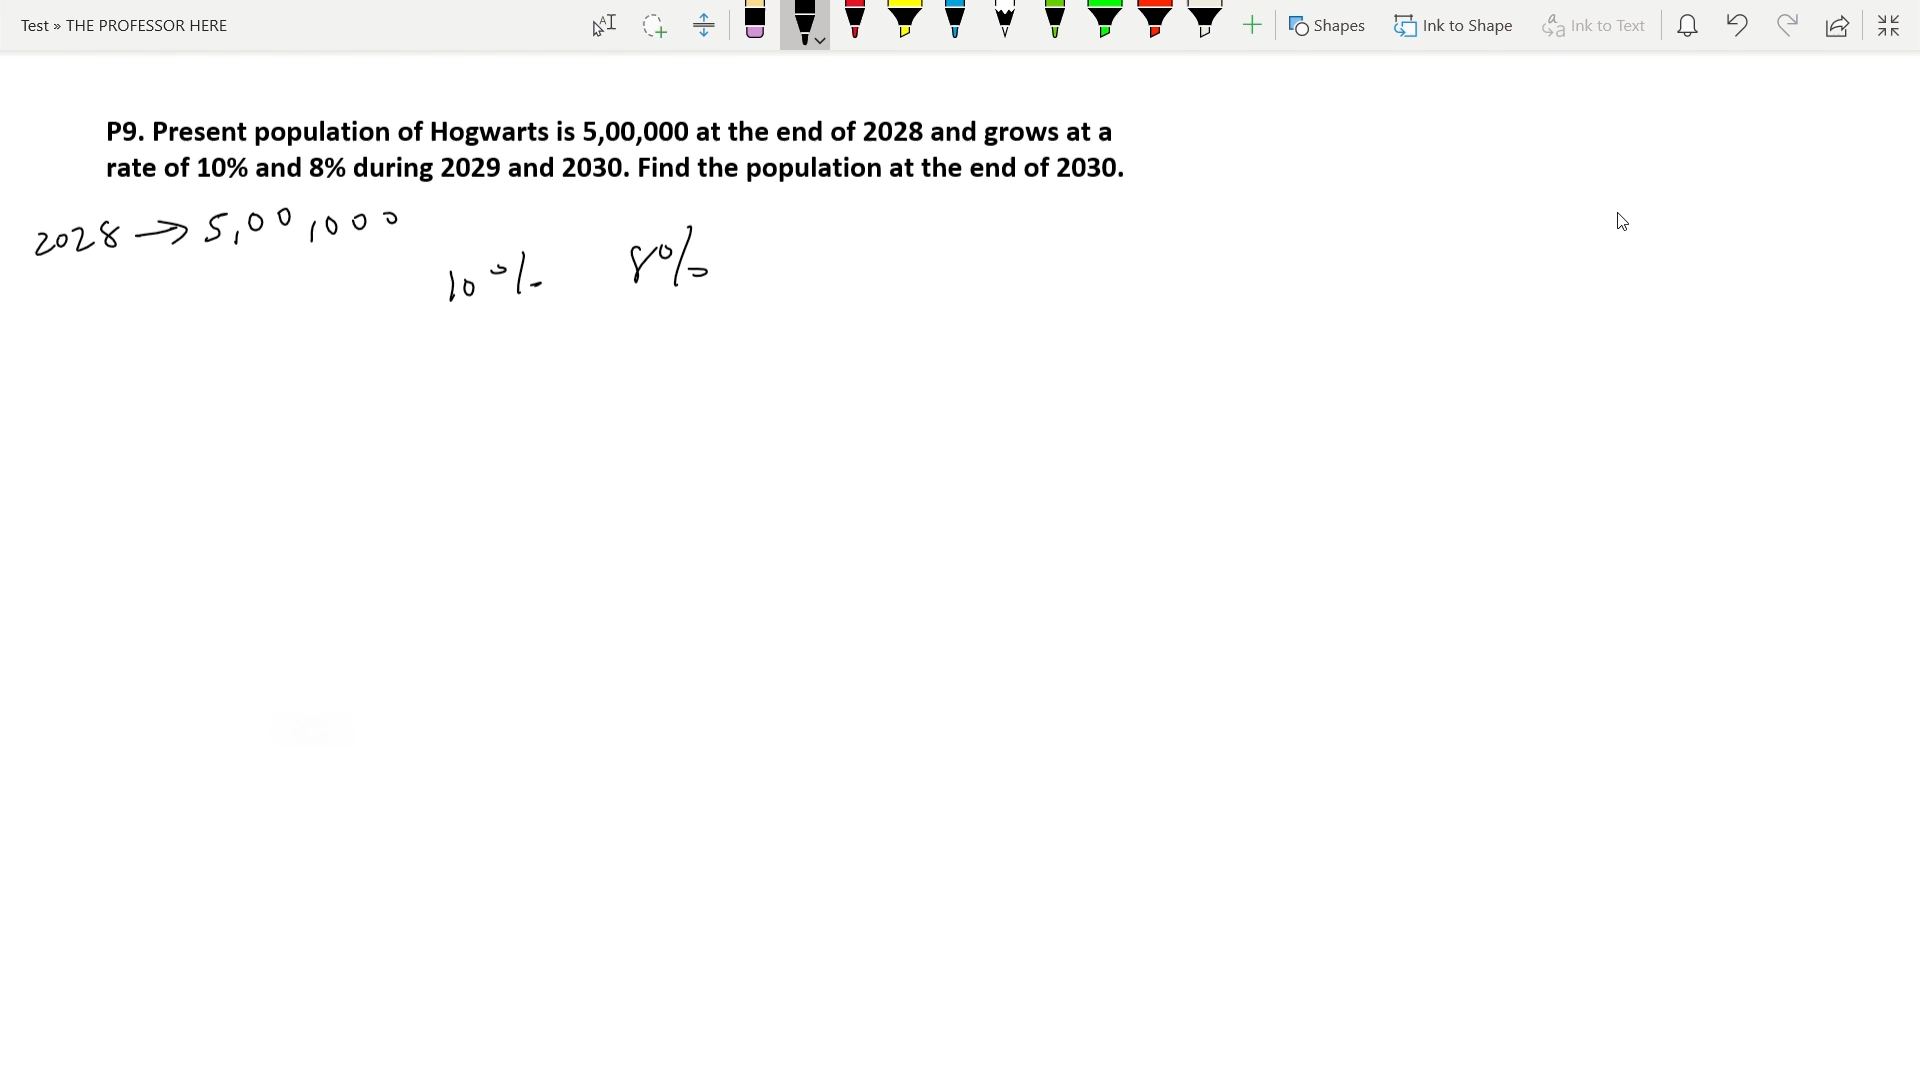 Test » THE PROFESSOR HERE
Shapes
Ink to Shape
Ink to Text
P9. Present population of Hogwarts is 5,00,000 at the end of 2028 and grows at a
rate of 10% and 8% during 2029 and 2030. Find the population at the end of 2030.
2028 → 5,00,000
10% 8%